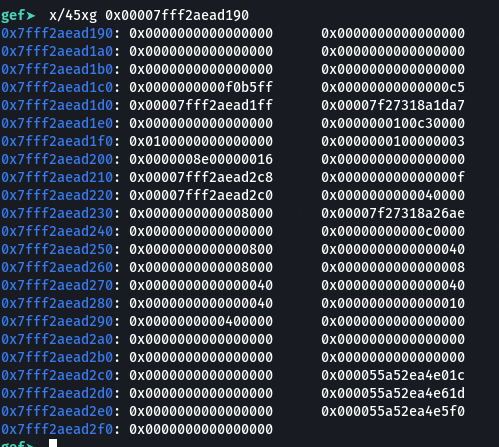 gef➤  x/45xg 0x00007fff2aead190
0x7fff2aead190: 0x0000000000000000      0x0000000000000000
0x7fff2aead1a0: 0x0000000000000000      0x0000000000000000
0x7fff2aead1b0: 0x0000000000000000      0x0000000000000000
0x7fff2aead1c0: 0x0000000000f0b5ff      0x00000000000000c5
0x7fff2aead1d0: 0x00007fff2aead1ff      0x00007f27318a1da7
0x7fff2aead1e0: 0x0000000000000000      0x0000000100c30000
0x7fff2aead1f0: 0x0100000000000000      0x0000000100000003
0x7fff2aead200: 0x0000008e00000016      0x0000000000000000
0x7fff2aead210: 0x00007fff2aead2c8      0x000000000000000f
0x7fff2aead220: 0x00007fff2aead2c0      0x0000000000040000
0x7fff2aead230: 0x0000000000008000      0x00007f27318a26ae
0x7fff2aead240: 0x0000000000000000      0x00000000000c0000
0x7fff2aead250: 0x0000000000000800      0x0000000000000040
0x7fff2aead260: 0x0000000000008000      0x0000000000000008
0x7fff2aead270: 0x0000000000000040      0x0000000000000040
0x7fff2aead280: 0x0000000000000040      0x0000000000000010
0x7fff2aead290: 0x0000000000400000      0x0000000000000000
0x7fff2aead2a0: 0x0000000000000000      0x0000000000000000
0x7fff2aead2b0: 0x0000000000000000      0x0000000000000000
0x7fff2aead2c0: 0x0000000000000000      0x000055a52ea4e01c
0x7fff2aead2d0: 0x0000000000000000      0x000055a52ea4e61d
0x7fff2aead2e0: 0x0000000000000000      0x000055a52ea4e5f0
0x7fff2aead2f0: 0x0000000000000000
gef➤